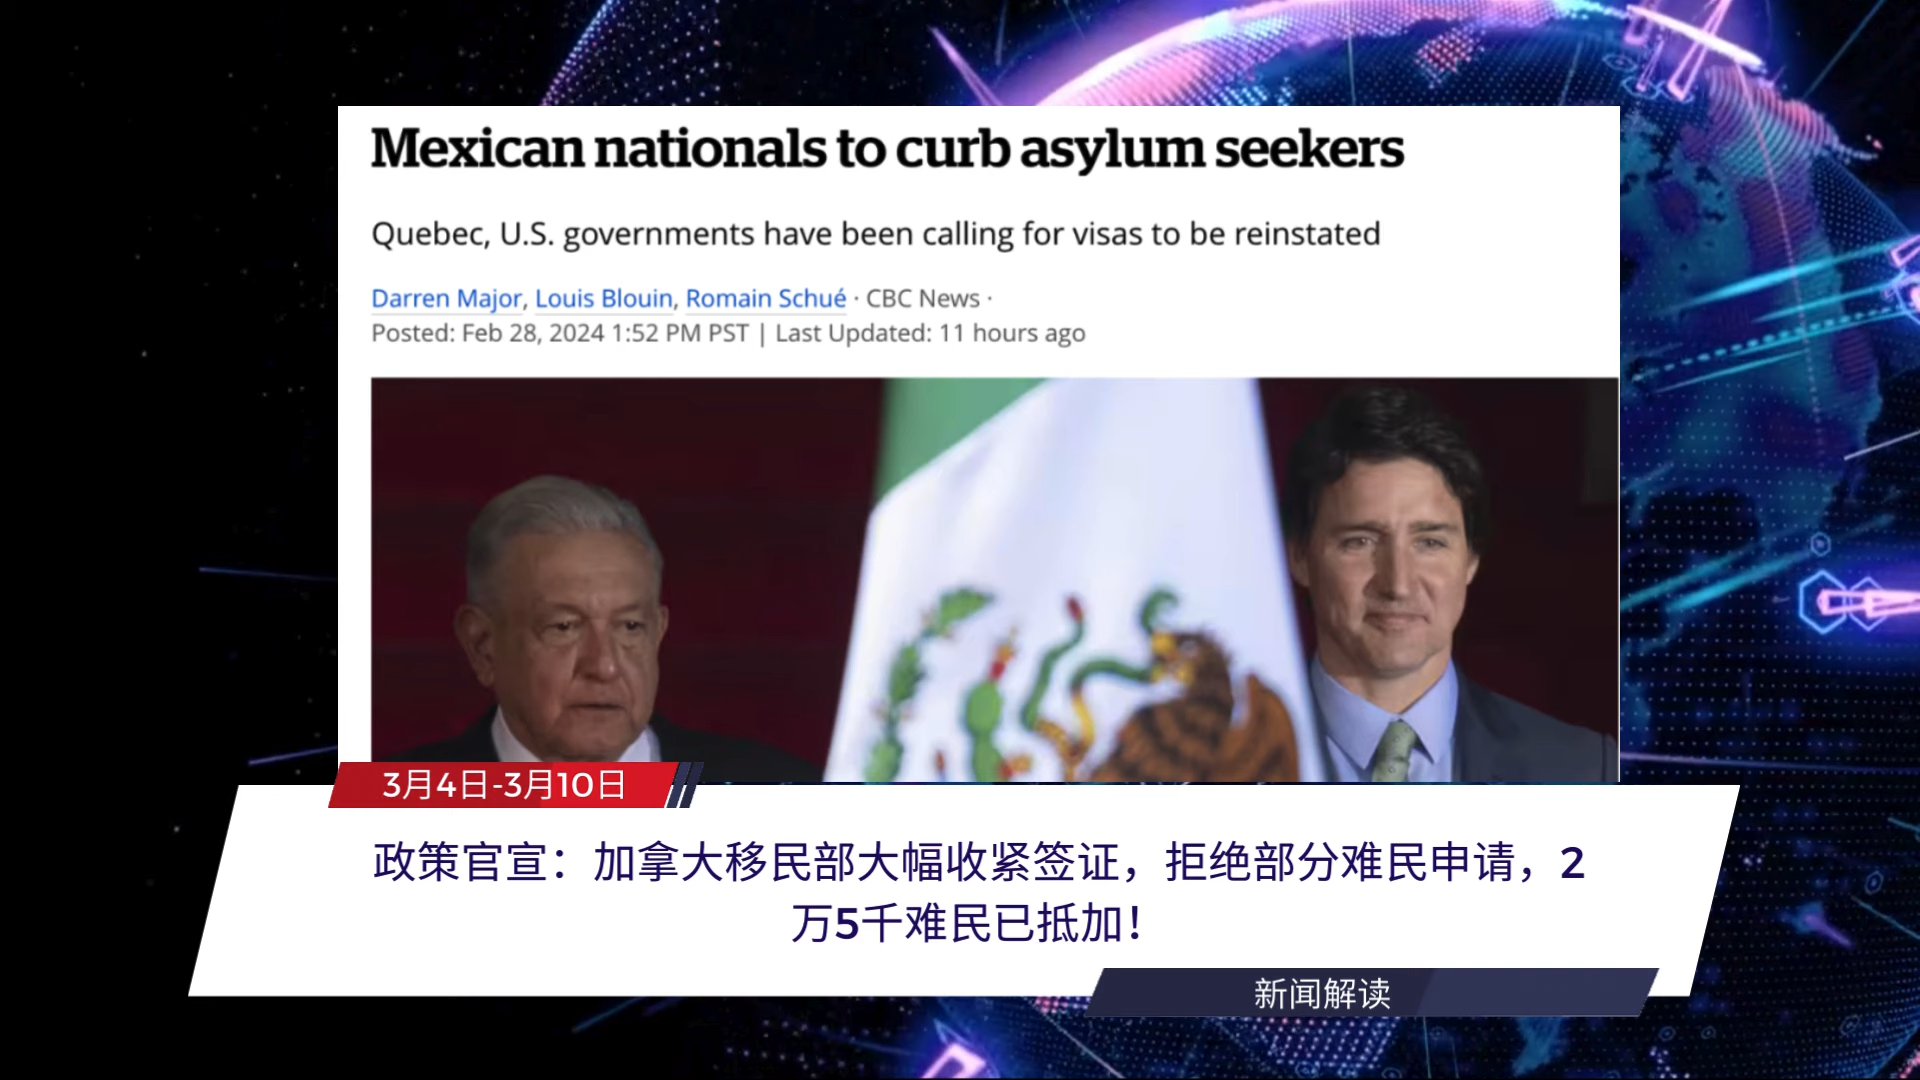 Mexican nationals to curb asylum seekers
Quebec, U.S. governments have been calling for visas to be reinstated
Darren Major, Louis Blouin, Romain Schué · CBC News ·
Posted: Feb 28, 2024 1:52 PM PST | Last Updated: 11 hours ago
3月4日-3月10日
政策官宣：加拿大移民部大幅收紧签证，拒绝部分难民申请，2
万5千难民已抵加！
新闻解读